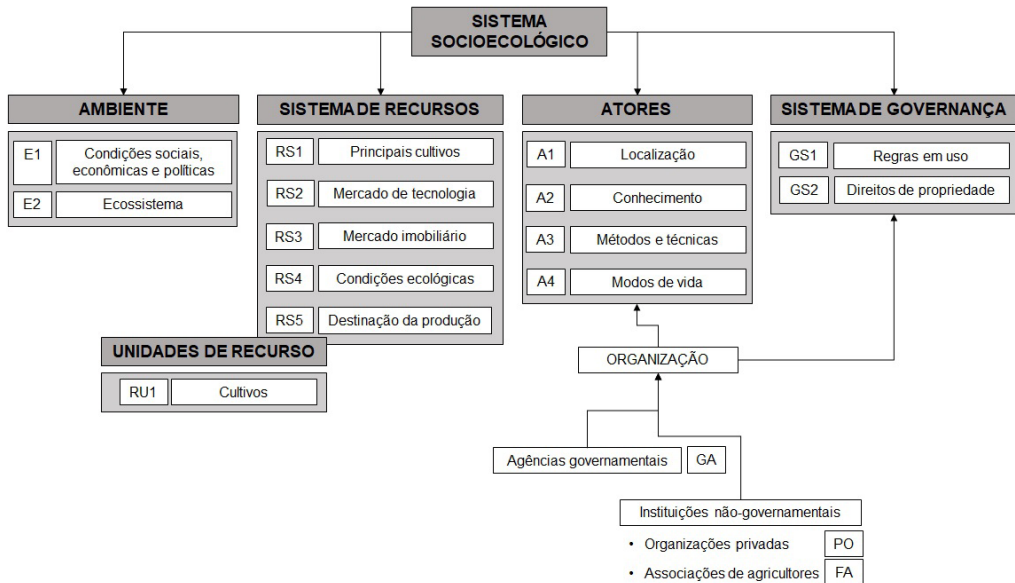 SISTEMA
SOCIOECOLÓGICO
AMBIENTE
E1
Condições sociais,
econômicas e políticas
E2
Ecossistema
SISTEMA DE RECURSOS
RS1
Principais cultivos
RS2
Mercado de tecnologia
RS3
Mercado imobiliário
RS4
Condições ecológicas
RS5
Destinação da produção
UNIDADES DE RECURSO
RU1
Cultivos
ATORES
A1
Localização
A2
Conhecimento
A3
Métodos e técnicas
A4
Modos de vida
SISTEMA DE GOVERNANÇA
GS1
Regras em uso
GS2
Direitos de propriedade
ORGANIZAÇÃO
Agências governamentais
GA
Instituições não-governamentais
• Organizações privadas
PO
• Associações de agricultores
FA